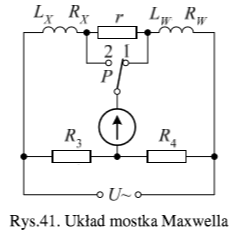 L_X R_X r L_W R_W
2 1
P
R_3 R_4
U~
Rys.41. Układ mostka Maxwella